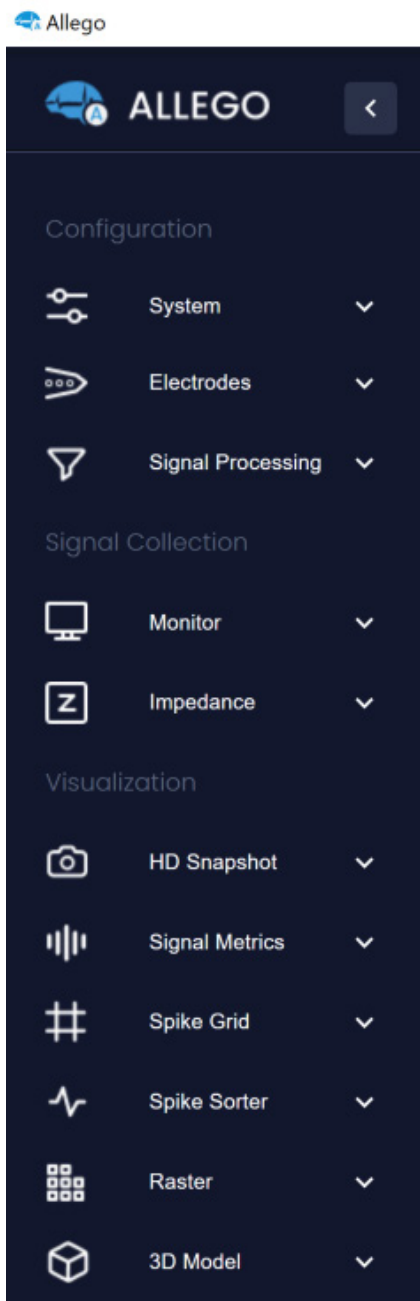 Allego
ALLEGO
Configuration
System
Electrodes
Signal Processing
Signal Collection
Monitor
Impedance
Visualization
HD Snapshot
Signal Metrics
Spike Grid
Spike Sorter
Raster
3D Model